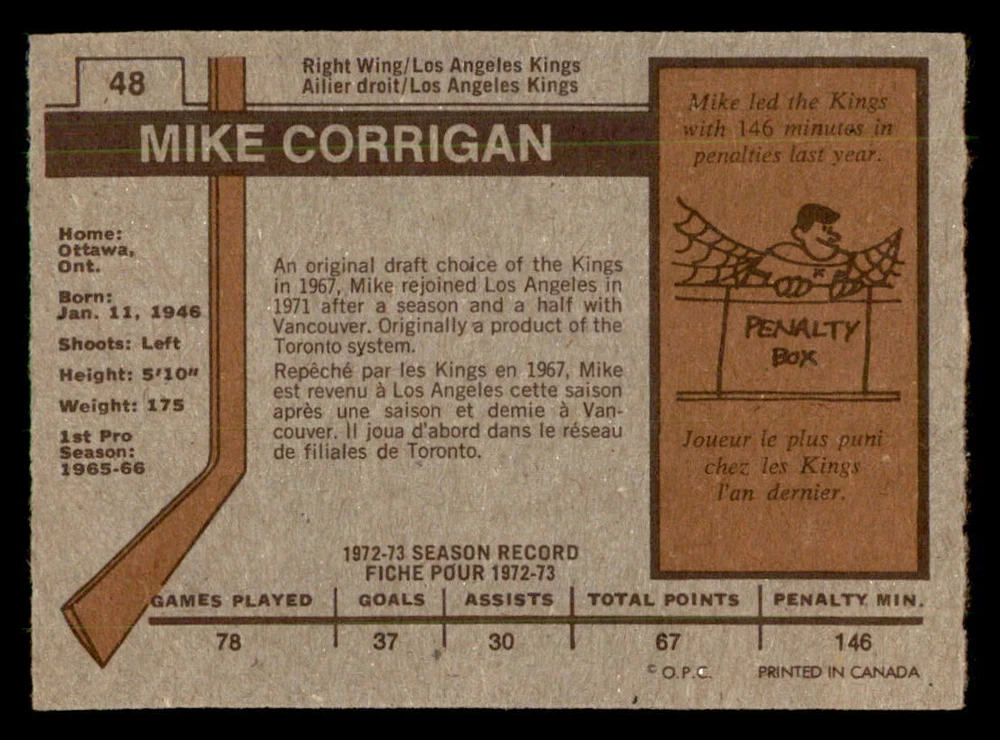 48
Right Wing/Los Angeles Kings
Ailier droit/Los Angeles Kings
MIKE CORRIGAN
Home:
Ottawa,
Ont.
Born:
Jan. 11, 1946
Shoots: Left
Height: 5'10"
Weight: 175
1st Pro
Season:
1965-66
An original draft choice of the Kings
in 1967, Mike rejoined Los Angeles in
1971 after a season and a half with
Vancouver. Originally a product of the
Toronto system.
Repêché par les Kings en 1967, Mike
est revenu à Los Angeles cette saison
après une saison et demie à Van-
couver. Il joua d'abord dans le réseau
de filiales de Toronto.
Mike led the Kings
with 146 minutes in
penalties last year.
PENALTY
BOX
Joueur le plus puni
chez les Kings
l'an dernier.
1972-73 SEASON RECORD
FICHE POUR 1972-73
GAMES PLAYED GOALS ASSISTS TOTAL POINTS PENALTY MIN.
78 37 30 67 146
© O.P.C. PRINTED IN CANADA